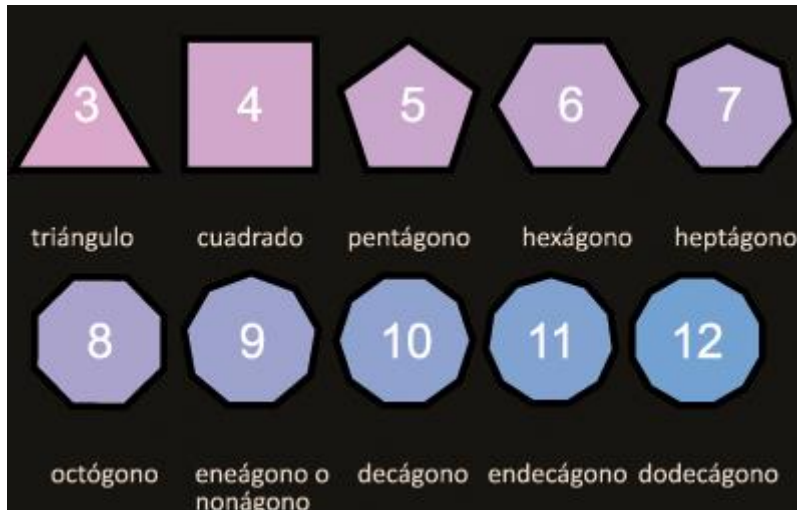 3 4 5 6 7
triángulo cuadrado pentágono hexágono heptágono
8 9 10 11 12
octógono eneágono o nonágono decágono endecágono dodecágono